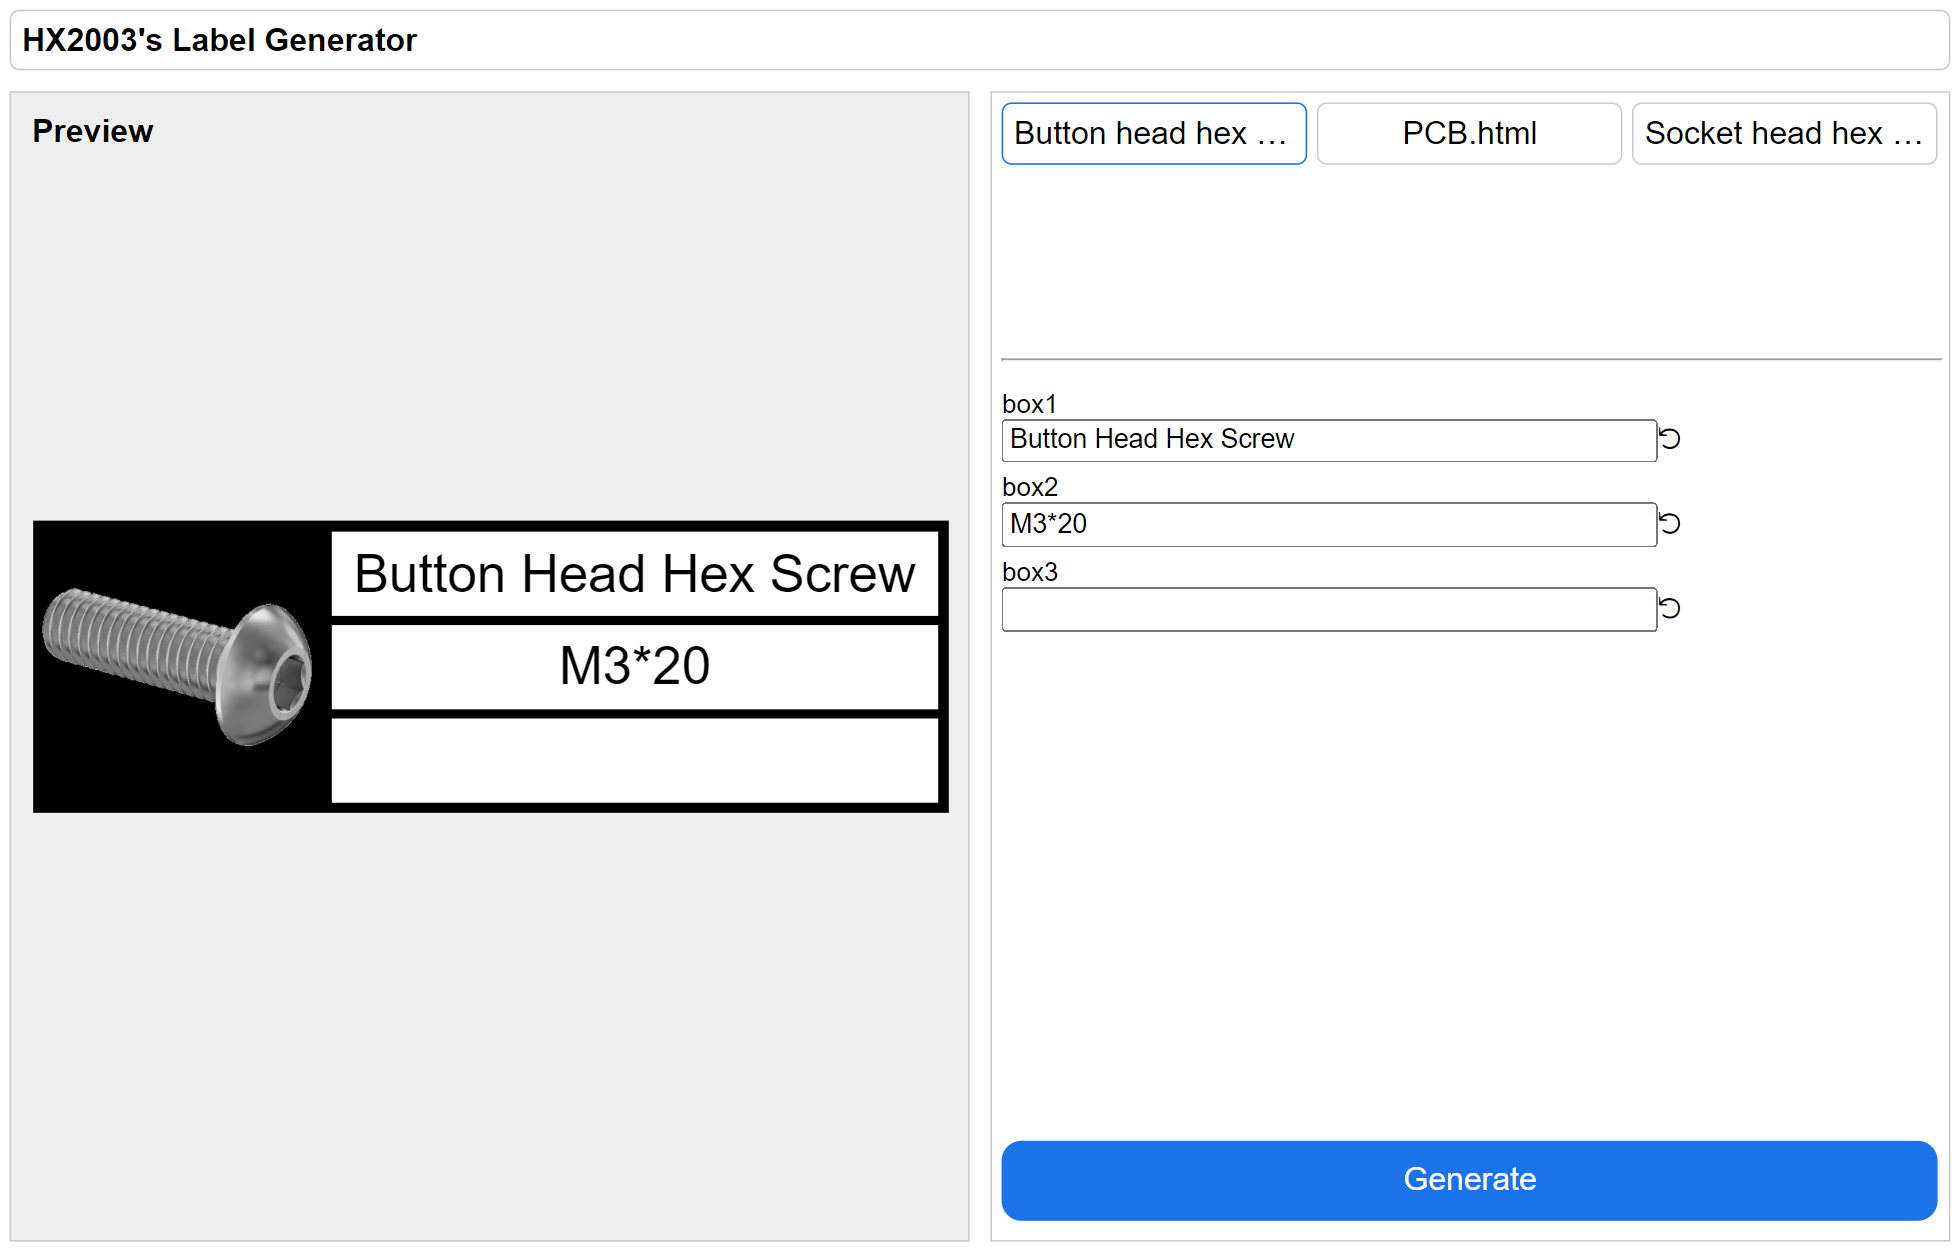 HX2003's Label Generator
Preview
Button Head Hex Screw
M3*20
Button head hex …
PCB.html
Socket head hex …
box1
Button Head Hex Screw
box2
M3*20
box3
Generate